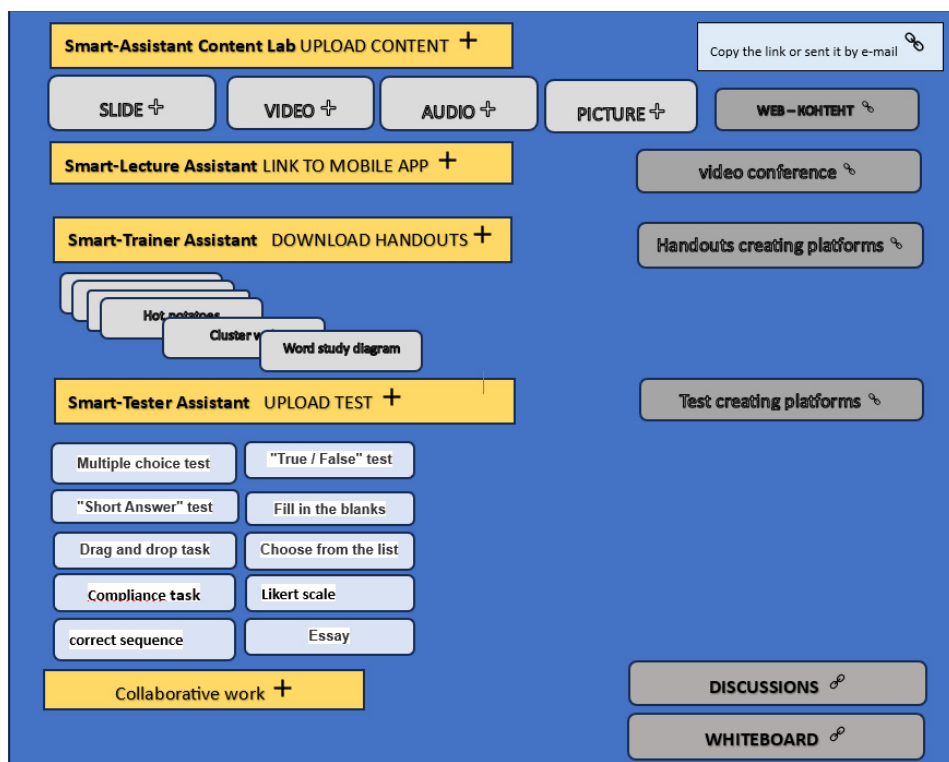 Smart-Assistant Content Lab UPLOAD CONTENT +
Copy the link or sent it by e-mail
SLIDE
VIDEO
AUDIO
PICTURE
WEB – КОНТЕНТ
Smart-Lecture Assistant LINK TO MOBILE APP +
video conference
Smart-Trainer Assistant DOWNLOAD HANDOUTS +
Handouts creating platforms
Hot potatoes
Cluster
Word study diagram
Smart-Tester Assistant UPLOAD TEST +
Test creating platforms
Multiple choice test
"True / False" test
"Short Answer" test
Fill in the blanks
Drag and drop task
Choose from the list
Compliance task
Likert scale
correct sequence
Essay
Collaborative work +
DISCUSSIONS
WHITEBOARD